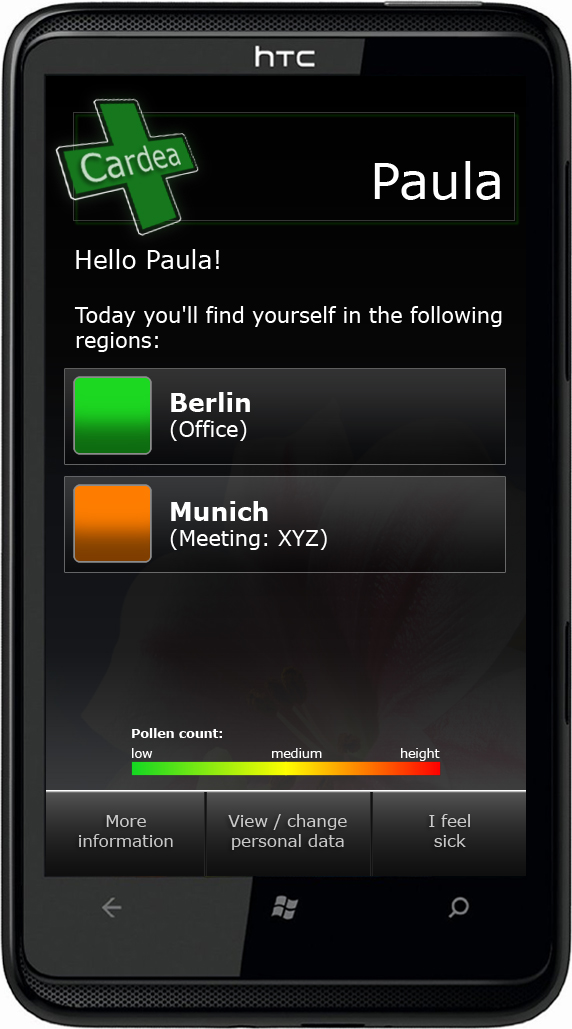 hTC
Cardea
Paula
Hello Paula!
Today you'll find yourself in the following
regions:
Berlin
(Office)
Munich
(Meeting: XYZ)
Pollen count:
low medium height
More
information
View / change
personal data
I feel
sick